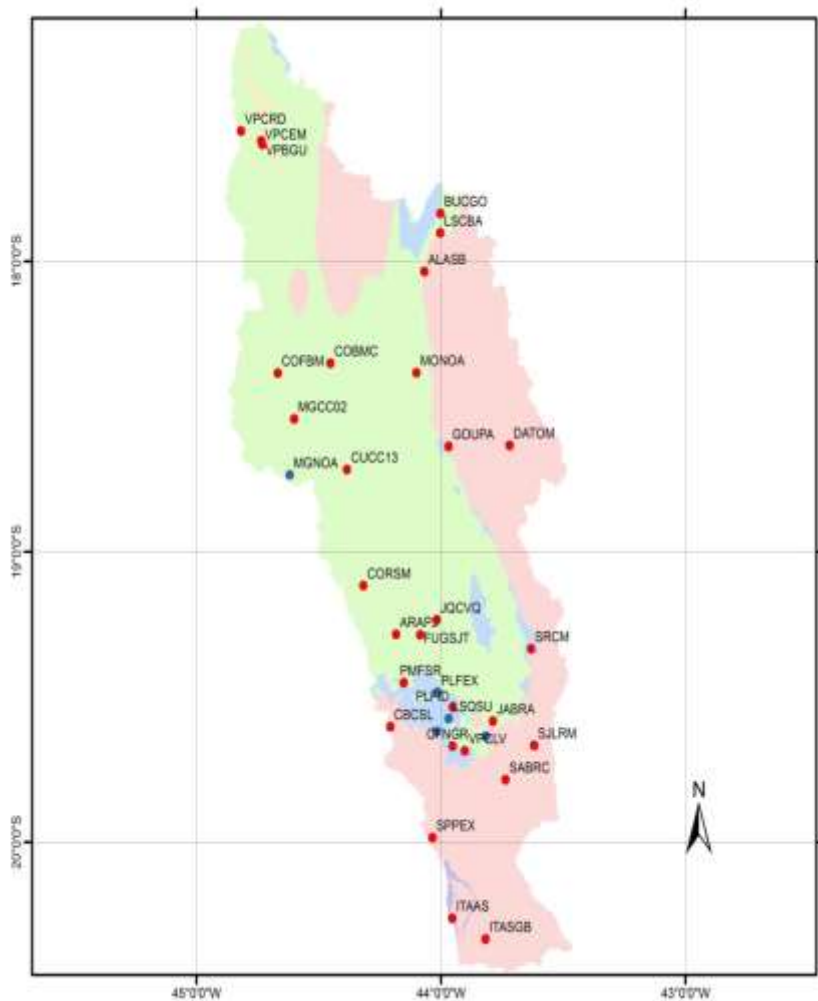 VPCRD
VPCEM
VPBGU
BUCGO
LSCBA
18°0'0"S
ALASB
COBMC
COFBM
MONOA
MGCC02
GOUPA
DATOM
CUCC13
MGNOA
19°0'0"S
CORSM
JQCVQ
FUGSJT
SRCM
PMFSR
PLFEX
LSQSU
JABRA
CBCSL
VPCLV
SJLRM
SABRC
SPPEX
N
20°0'0"S
ITAAS
ITASGB
45°0'0"W
44°0'0"W
43°0'0"W